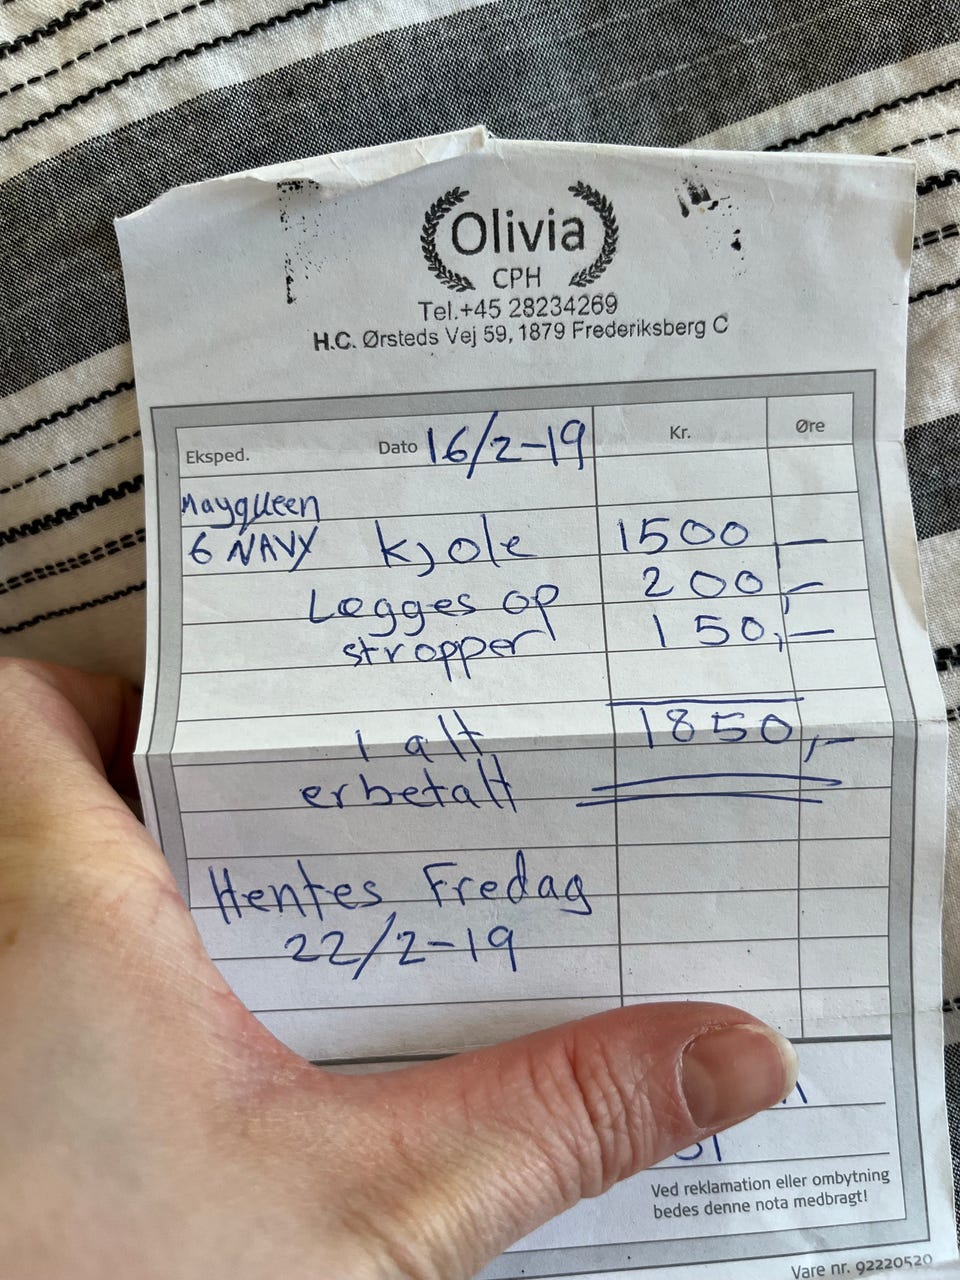 Olivia
CPH
Tel.+45 28234269
H.C. Ørsteds Vej 59, 1879 Frederiksberg C
Eksped. Dato 16/2-19 Kr. Øre
Mayqueen
6 NAVY kjole 1500,—
Lægges op 200,—
stropper 150,—
I alt 1850,—
er betalt
Hentes Fredag
22/2-19
Ved reklamation eller ombytning
bedes denne nota medbragt!
Vare nr. 92220520